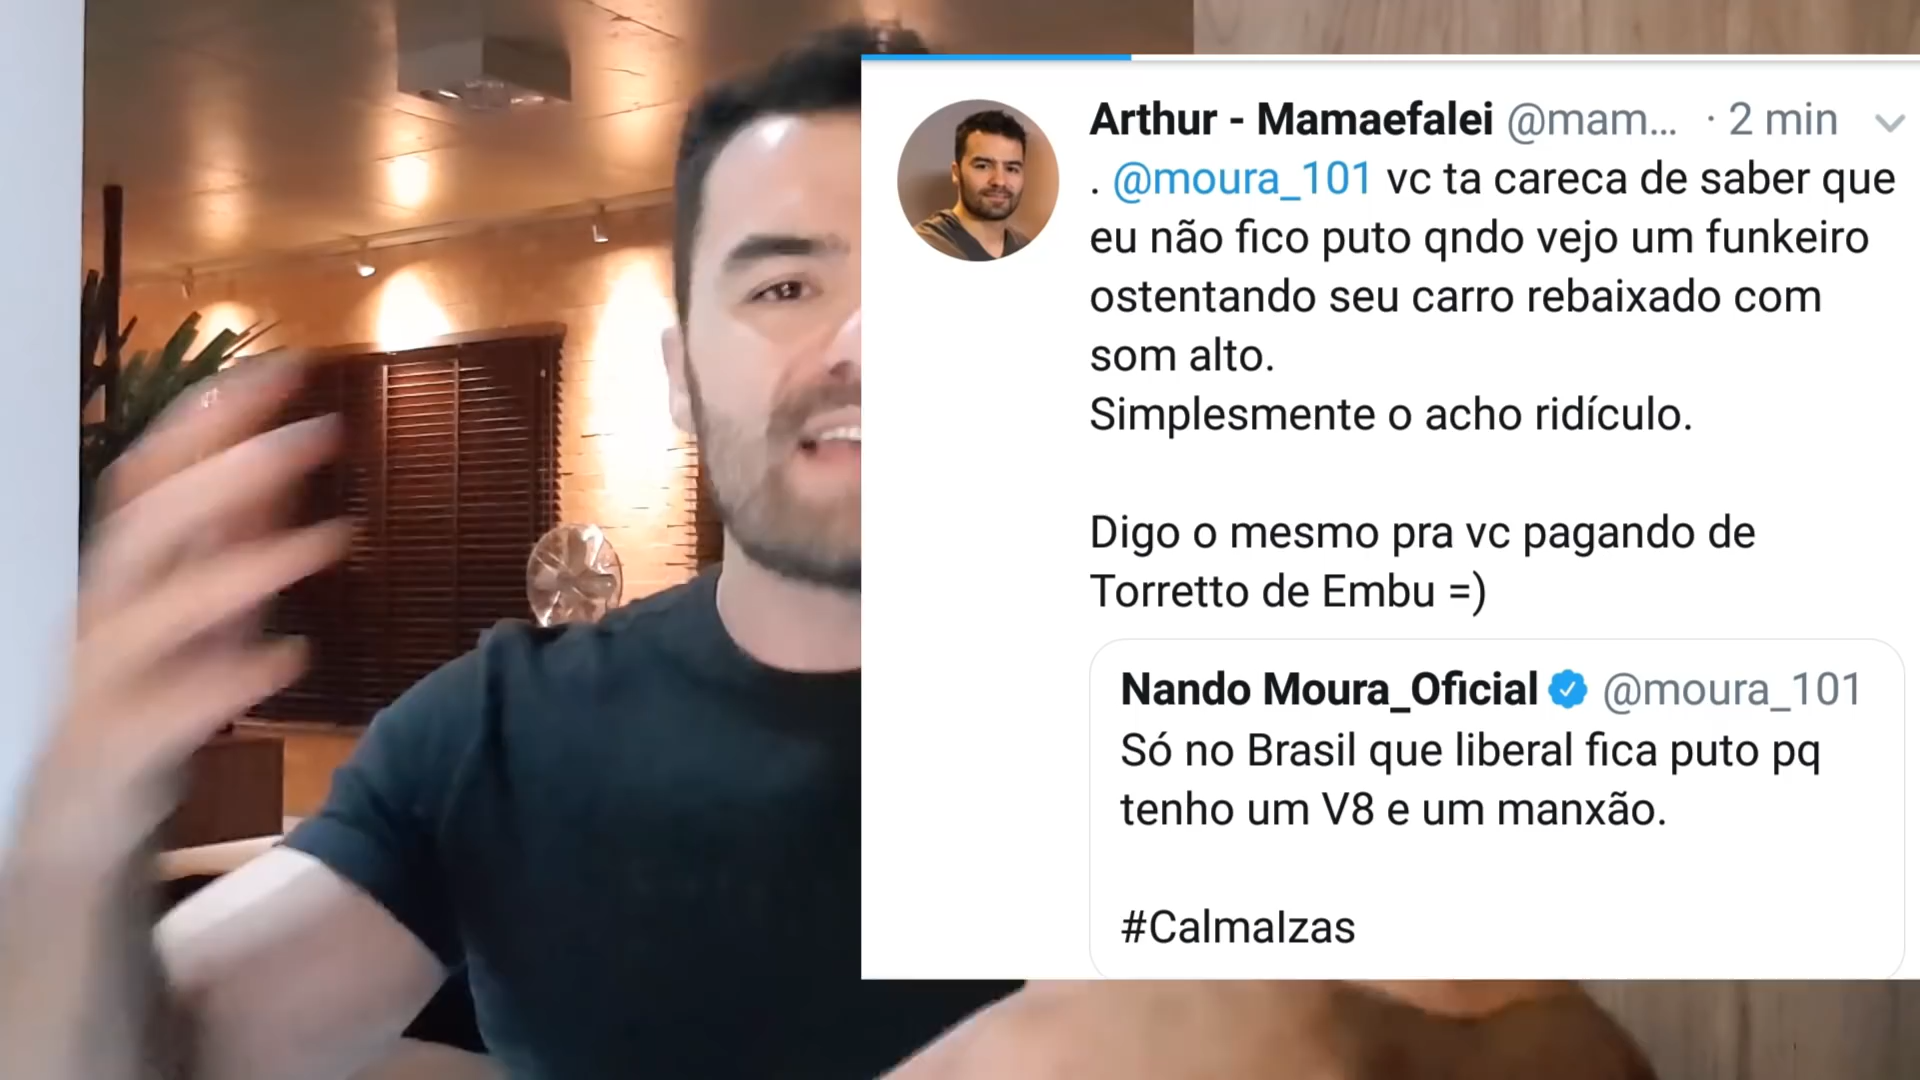 Arthur - Mamaefalei @mam... · 2 min
. @moura_101 vc ta careca de saber que
eu não fico puto qndo vejo um funkeiro
ostentando seu carro rebaixado com
som alto.
Simplesmente o acho ridículo.
Digo o mesmo pra vc pagando de
Torretto de Embu =)
Nando Moura_Oficial @moura_101
Só no Brasil que liberal fica puto pq
tenho um V8 e um manxão.
#CalmaIzas